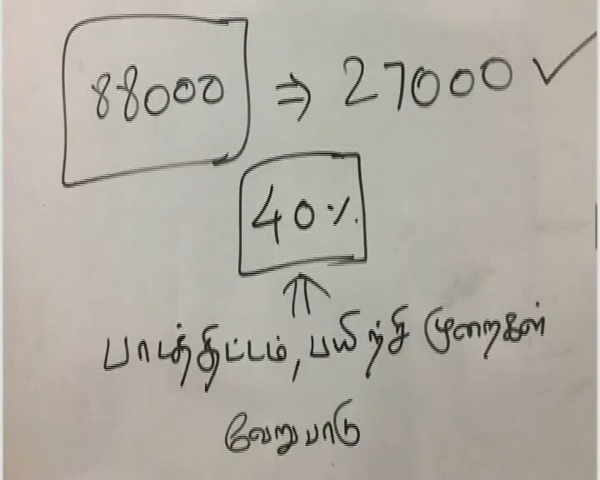 88000 ⇒ 27000 ✓
40%
பாடத்திட்டம், பயிற்சி முறைகள்
வேறுபாடு